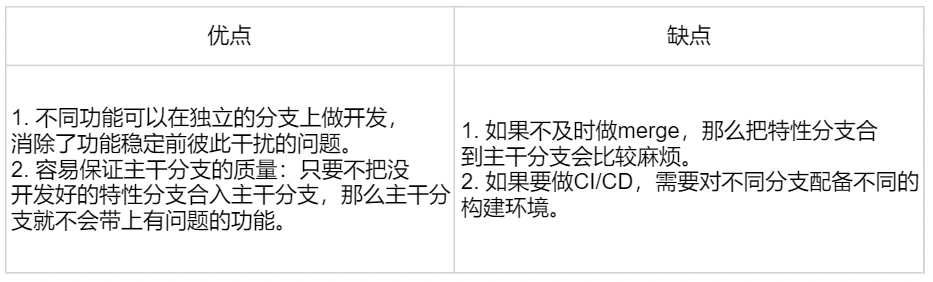 优点
缺点
1. 不同功能可以在独立的分支上做开发，
消除了功能稳定前彼此干扰的问题。
2. 容易保证主干分支的质量：只要不把没
开发好的特性分支合入主干分支，那么主干分
支就不会带上有问题的功能。
1. 如果不及时做merge，那么把特性分支合
到主干分支会比较麻烦。
2. 如果要做CI/CD，需要对不同分支配备不同的
构建环境。